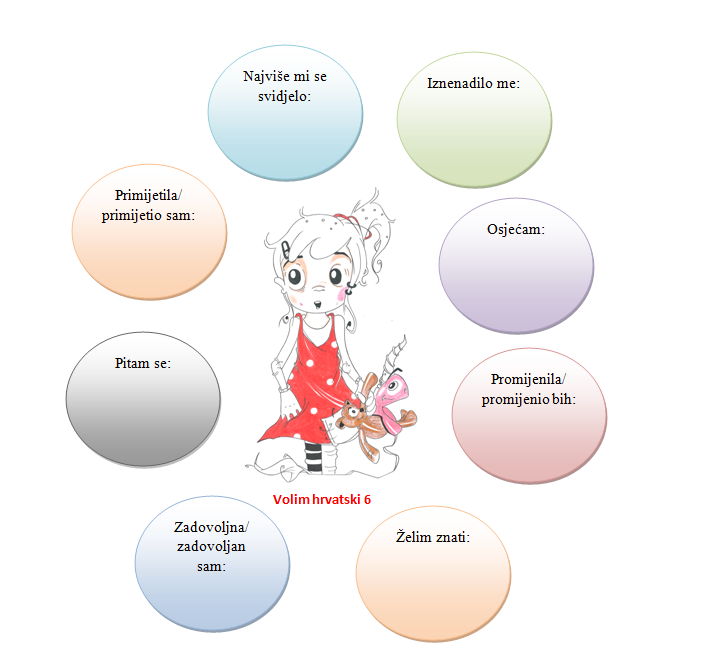 Najviše mi se
svidjelo:
Iznenadilo me:
Primijetila/
primijetio sam:
Osjećam:
Pitam se:
Promijenila/
promijenio bih:
Volim hrvatski 6
Zadovoljna/
zadovoljan
sam:
Želim znati: